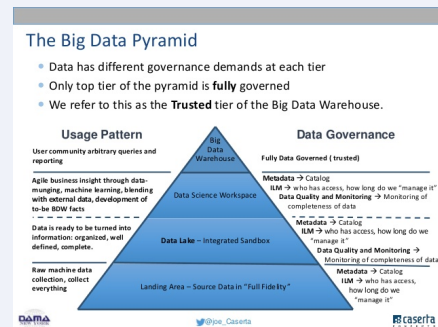 The Big Data Pyramid
Data has different governance demands at each tier
Only top tier of the pyramid is fully governed
We refer to this as the Trusted tier of the Big Data Warehouse.
Usage Pattern
User community arbitrary queries and
reporting
Agile business insight through data-
munging, machine learning, blending
with external data, development of
to-be BDW facts
Data is ready to be turned into
information: organized, well
defined, complete.
Raw machine data
collection, collect
everything
Big
Data
Warehouse
Data Science Workspace
Data Lake – Integrated Sandbox
Landing Area – Source Data in "Full Fidelity"
Data Governance
Fully Data Governed ( trusted)
Metadata → Catalog
ILM → who has access, how long do we "manage it"
Data Quality and Monitoring → Monitoring of
completeness of data
Metadata → Catalog
ILM → who has access, how long do we
"manage it"
Data Quality and Monitoring →
Monitoring of completeness of data
Metadata → Catalog
ILM → who has access,
how long do we
"manage it"
DAMA
NEW YORK
@joe_Caserta
caserta